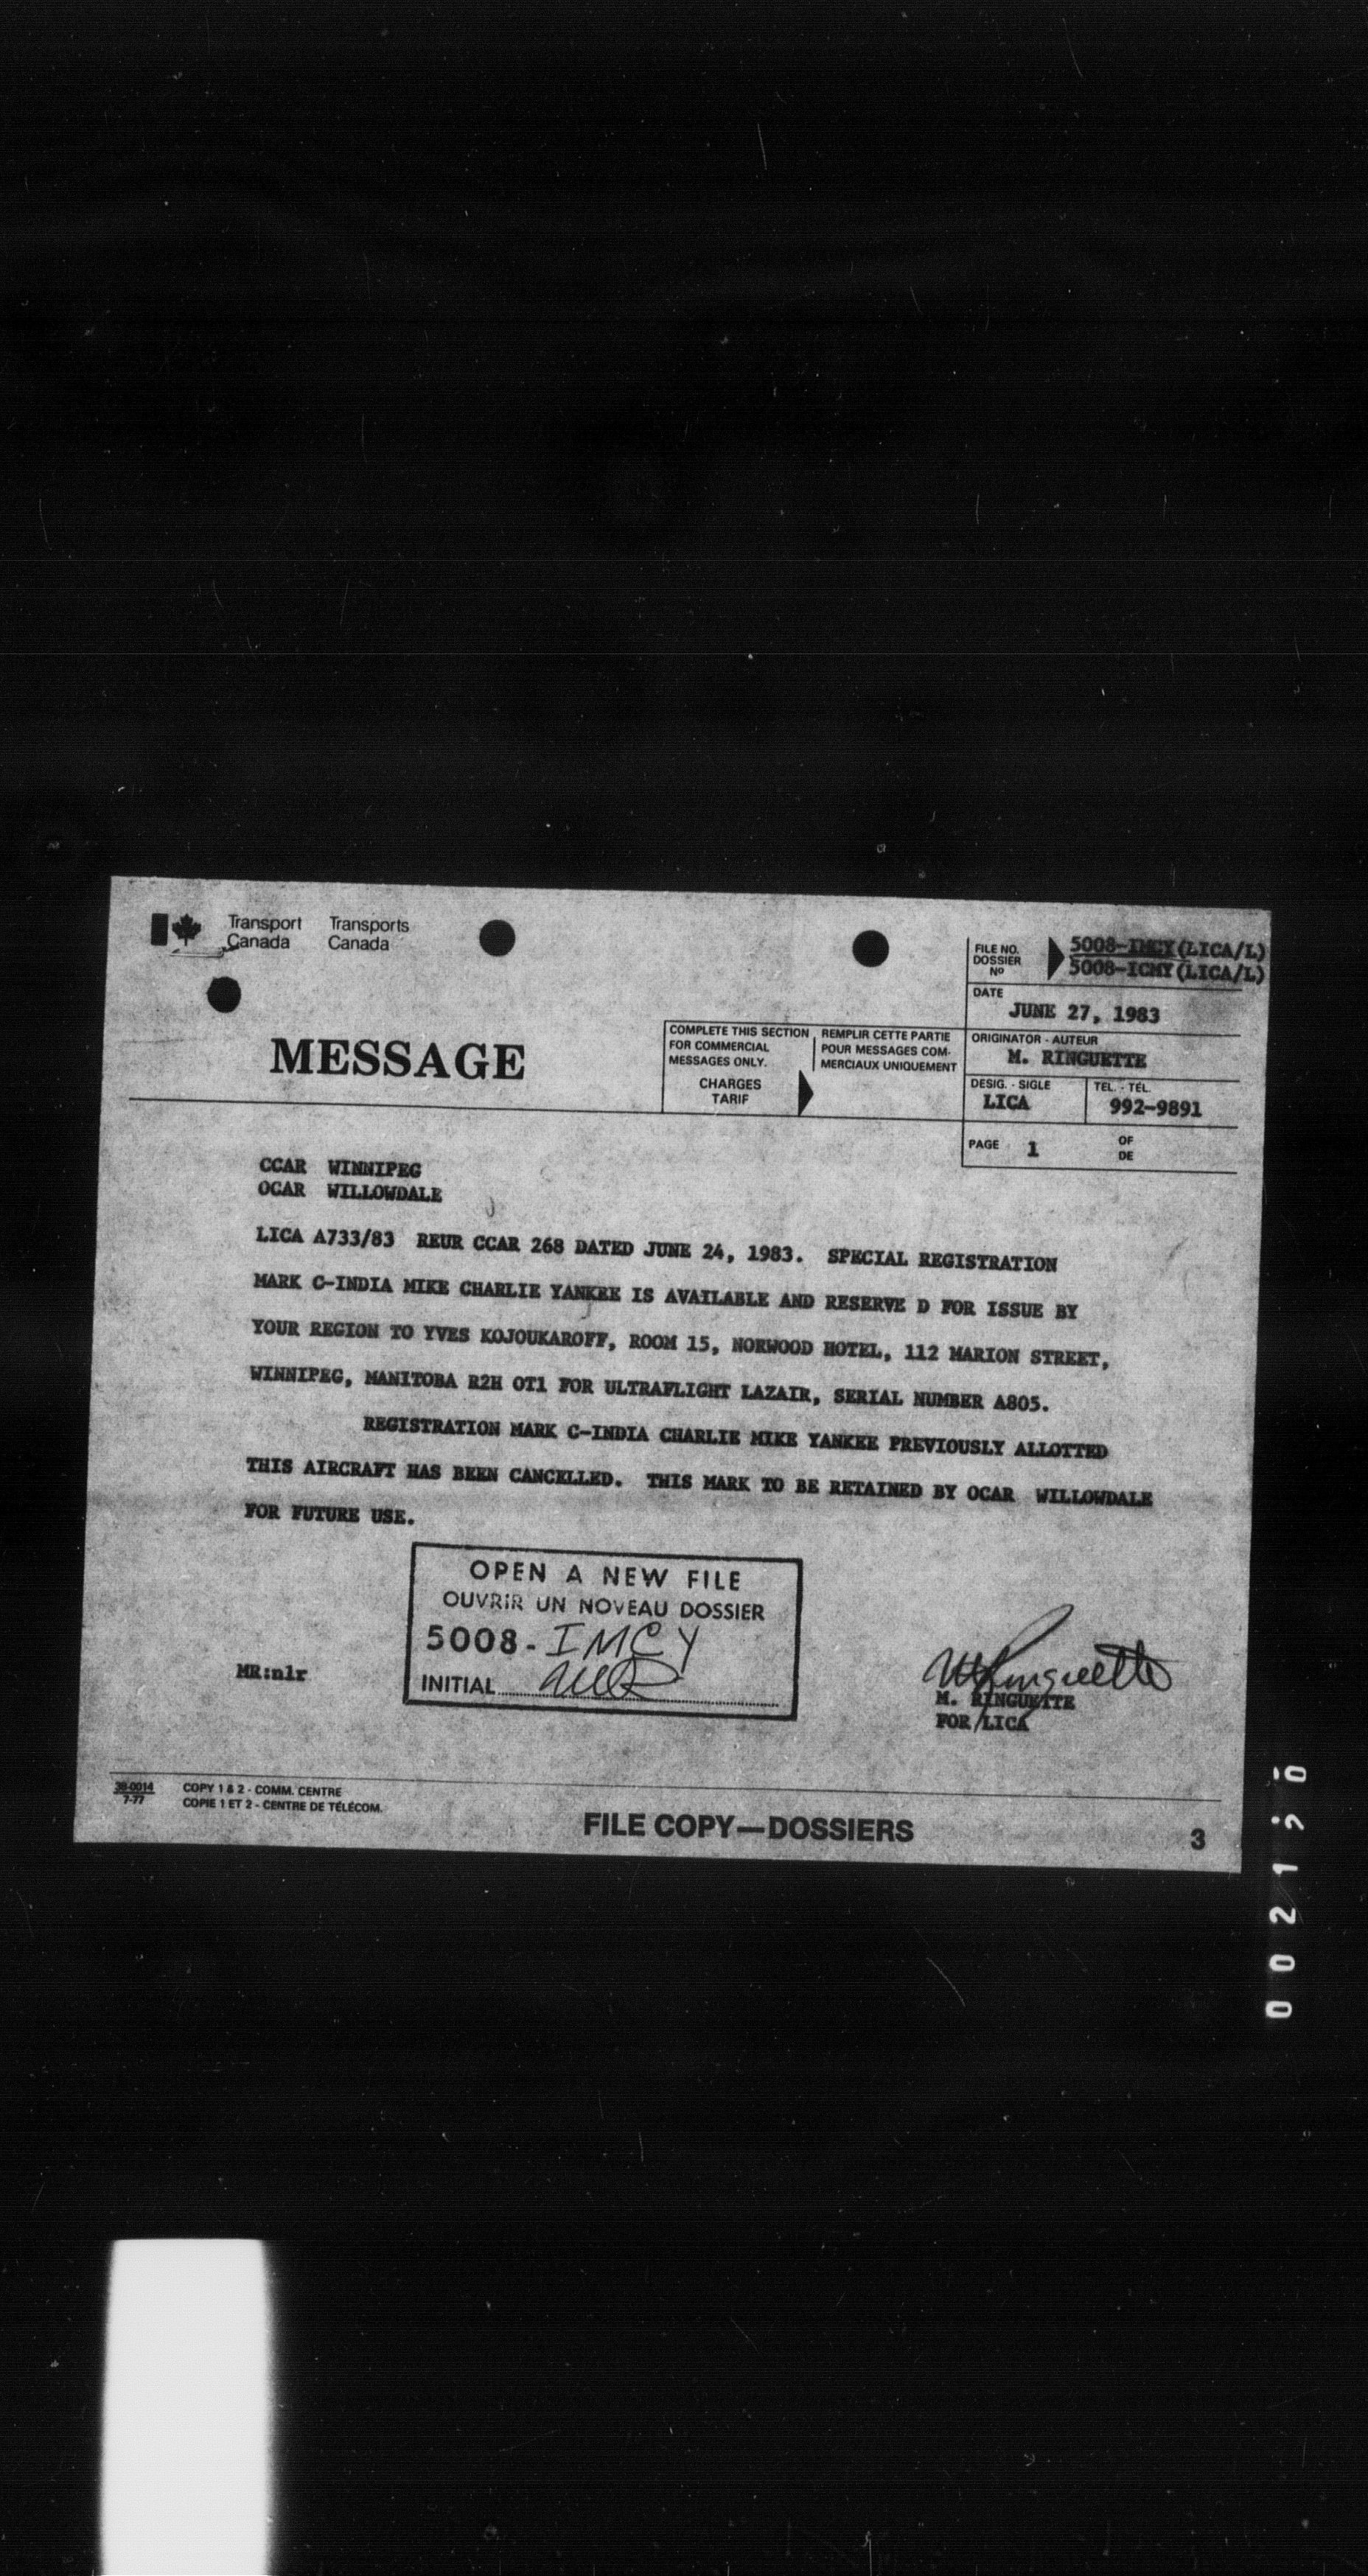 Transport Canada Transports Canada
FILE NO. DOSSIER Nº 5008-IMCY(LICA/L)
5008-ICMY(LICA/L)
DATE
JUNE 27, 1983
MESSAGE
COMPLETE THIS SECTION FOR COMMERCIAL MESSAGES ONLY.
REMPLIR CETTE PARTIE POUR MESSAGES COM- MERCIAUX UNIQUEMENT
CHARGES TARIF
ORIGINATOR - AUTEUR
M. RINGUETTE
DESIG. - SIGLE TEL. - TÉL.
LICA 992-9891
PAGE 1 OF DE
CCAR WINNIPEG
OCAR WILLOWDALE
LICA A733/83 REUR CCAR 268 DATED JUNE 24, 1983. SPECIAL REGISTRATION
MARK C-INDIA MIKE CHARLIE YANKEE IS AVAILABLE AND RESERVE D FOR ISSUE BY
YOUR REGION TO YVES KOJOUKAROFF, ROOM 15, NORWOOD HOTEL, 112 MARION STREET,
WINNIPEG, MANITOBA R2H OT1 FOR ULTRAFLIGHT LAZAIR, SERIAL NUMBER A805.
REGISTRATION MARK C-INDIA CHARLIE MIKE YANKEE PREVIOUSLY ALLOTTED
THIS AIRCRAFT HAS BEEN CANCELLED. THIS MARK TO BE RETAINED BY OCAR WILLOWDALE
FOR FUTURE USE.
OPEN A NEW FILE
OUVRIR UN NOVEAU DOSSIER
5008- IMCY
INITIAL MR
MR:nlr
MRinguette
M. RINGUETTE
FOR/LICA
38-0014
7-77
COPY 1 & 2 - COMM. CENTRE
COPIE 1 ET 2 - CENTRE DE TÉLÉCOM.
FILE COPY—DOSSIERS
3